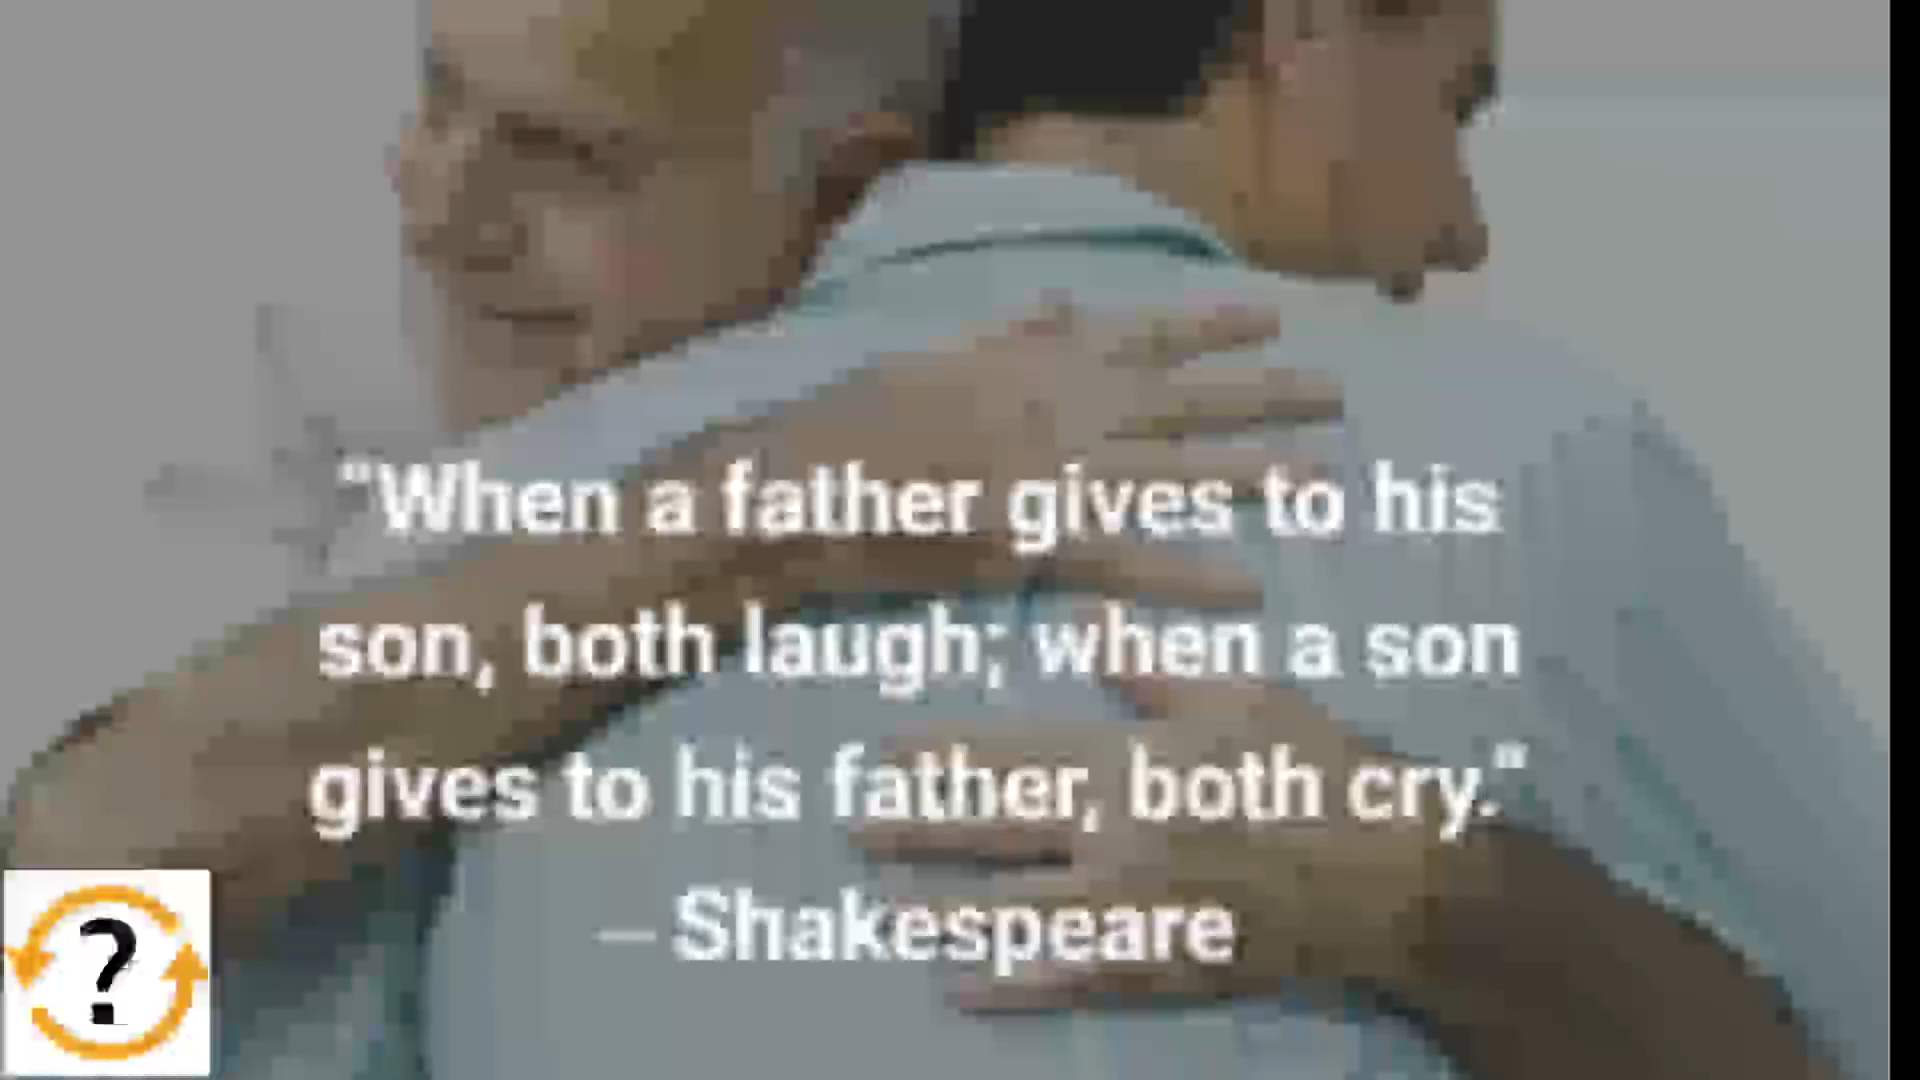 "When a father gives to his
son, both laugh; when a son
gives to his father, both cry."
– Shakespeare
?